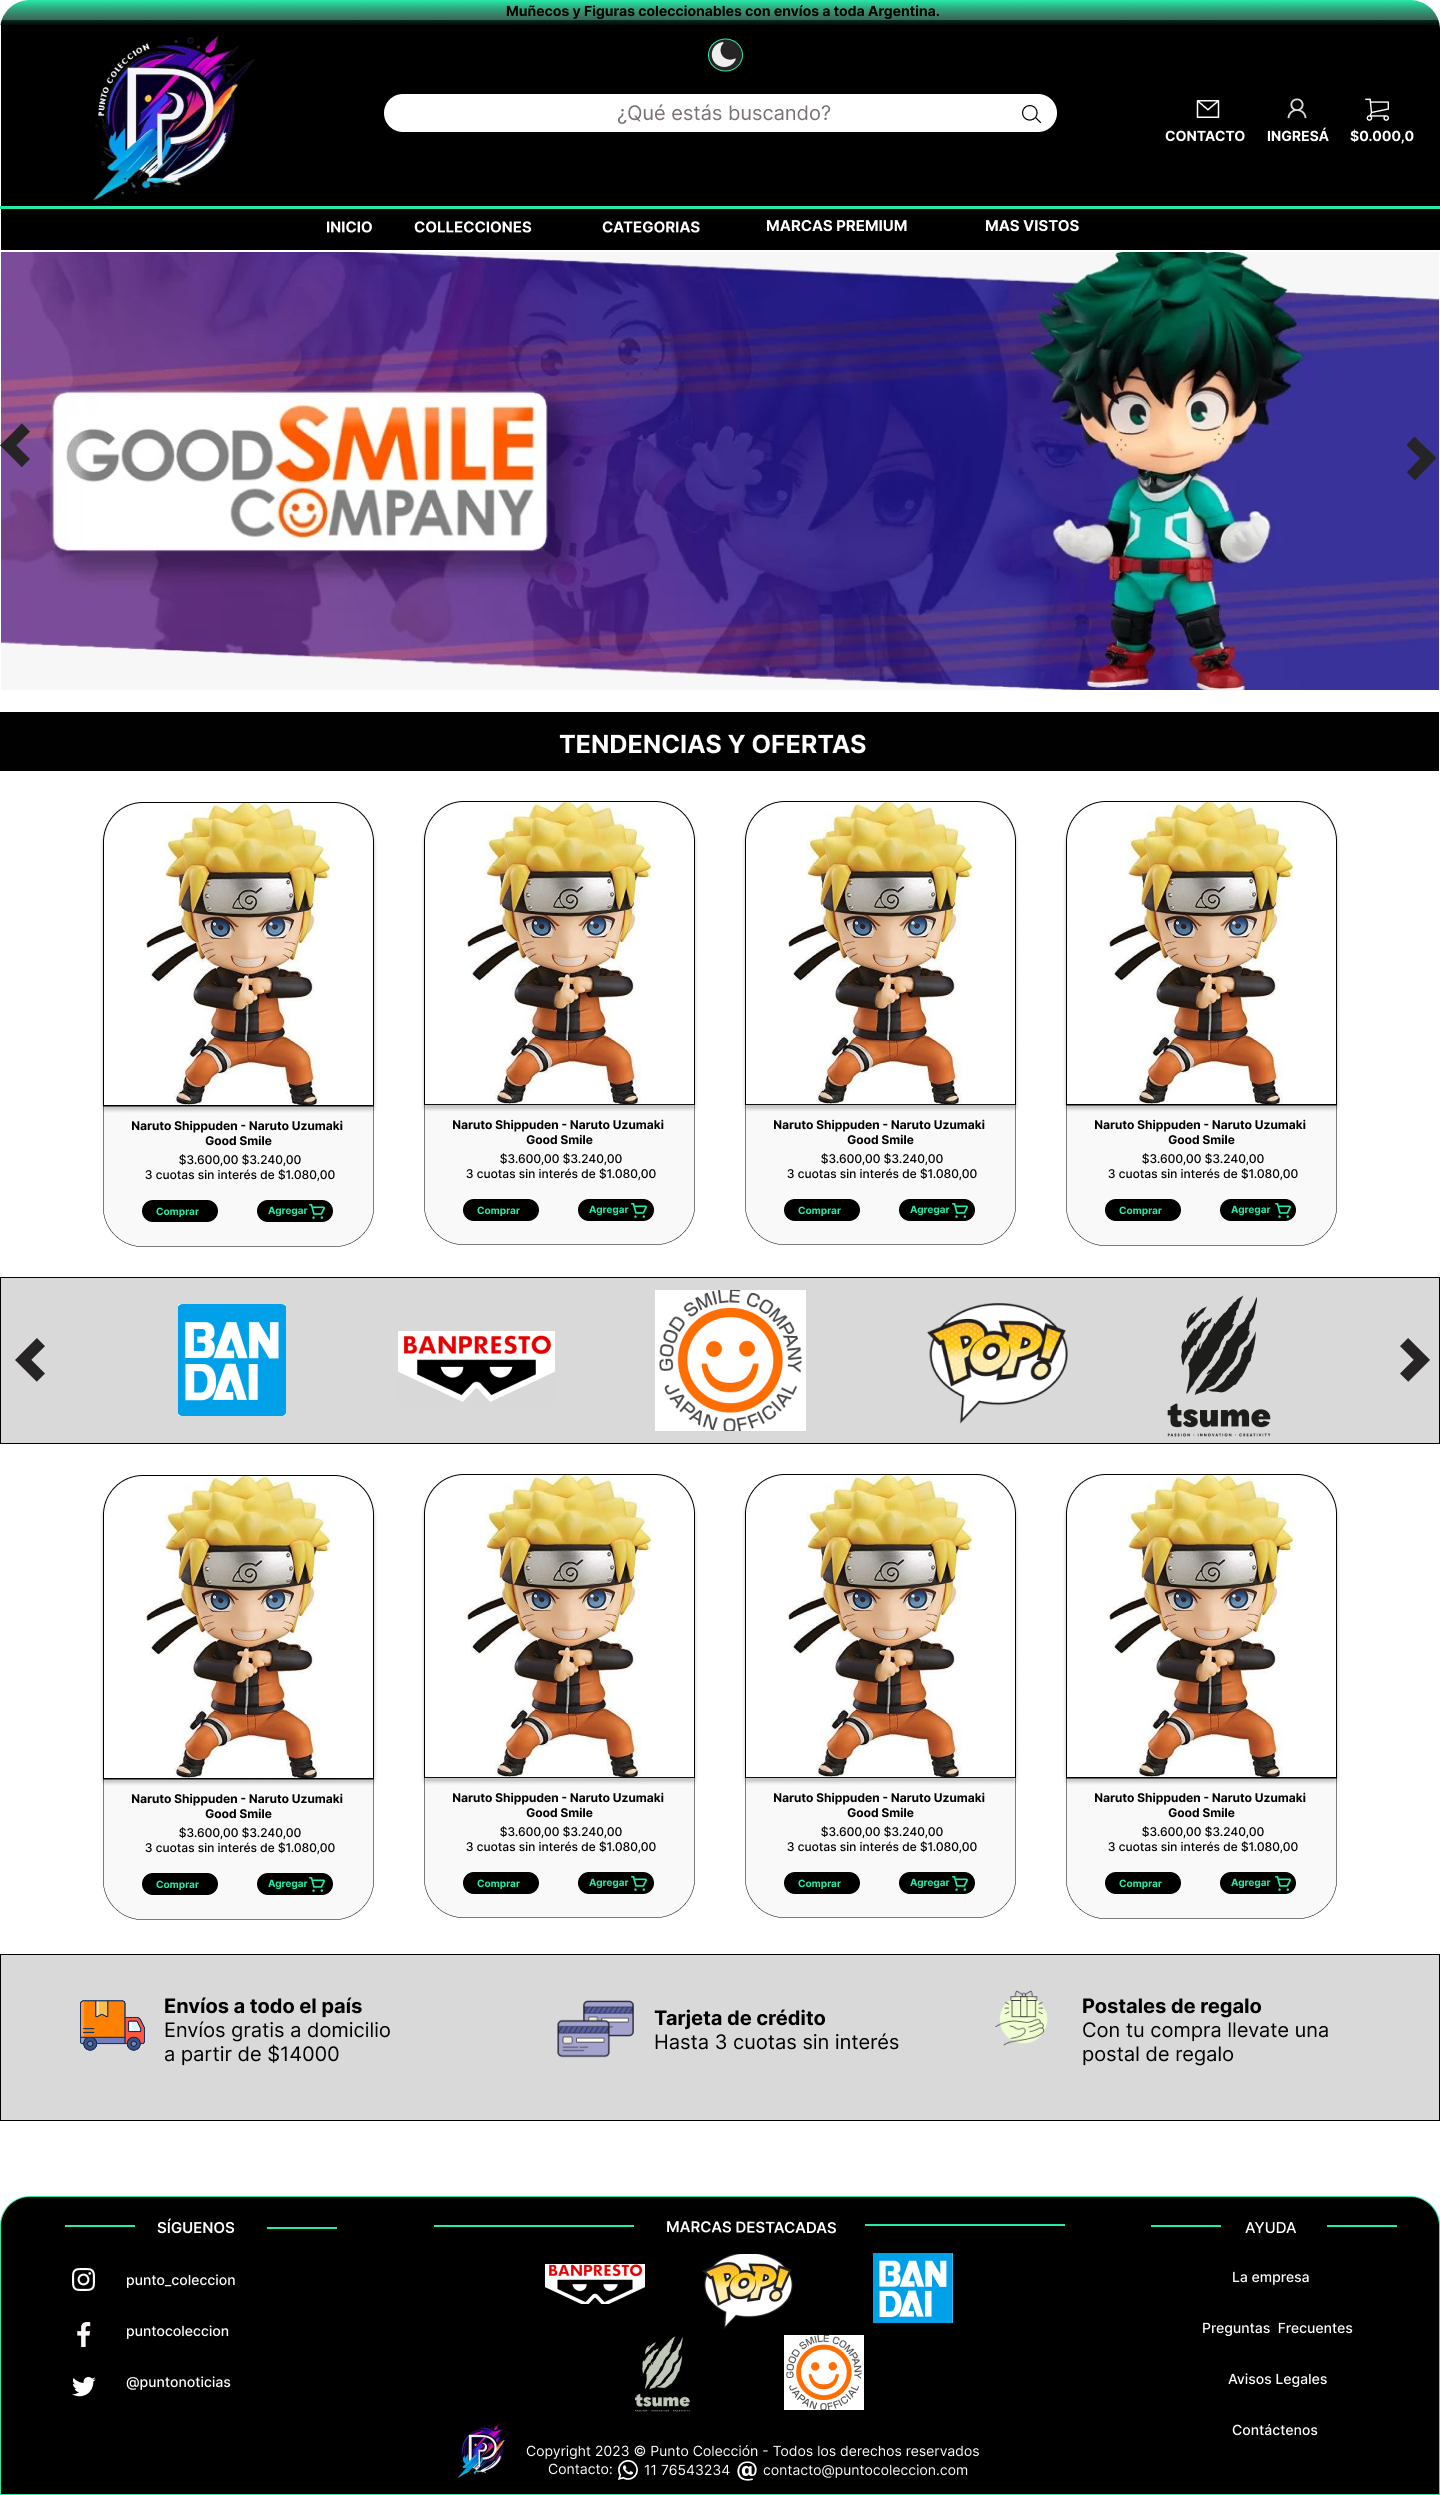 Muñecos y Figuras coleccionables con envíos a toda Argentina.
PUNTO COLECCION
¿Qué estás buscando?
CONTACTO INGRESÁ $0.000,0
INICIO COLLECCIONES CATEGORIAS MARCAS PREMIUM MAS VISTOS
GOOD SMILE
COMPANY
TENDENCIAS Y OFERTAS
Naruto Shippuden - Naruto Uzumaki
Good Smile
$3.600,00 $3.240,00
3 cuotas sin interés de $1.080,00
Comprar Agregar
Naruto Shippuden - Naruto Uzumaki
Good Smile
$3.600,00 $3.240,00
3 cuotas sin interés de $1.080,00
Comprar Agregar
Naruto Shippuden - Naruto Uzumaki
Good Smile
$3.600,00 $3.240,00
3 cuotas sin interés de $1.080,00
Comprar Agregar
Naruto Shippuden - Naruto Uzumaki
Good Smile
$3.600,00 $3.240,00
3 cuotas sin interés de $1.080,00
Comprar Agregar
BAN
DAI
BANPRESTO
GOOD SMILE COMPANY
JAPAN OFFICIAL
POP!
tsume
PASSION · INNOVATION · CREATIVITY
Naruto Shippuden - Naruto Uzumaki
Good Smile
$3.600,00 $3.240,00
3 cuotas sin interés de $1.080,00
Comprar Agregar
Naruto Shippuden - Naruto Uzumaki
Good Smile
$3.600,00 $3.240,00
3 cuotas sin interés de $1.080,00
Comprar Agregar
Naruto Shippuden - Naruto Uzumaki
Good Smile
$3.600,00 $3.240,00
3 cuotas sin interés de $1.080,00
Comprar Agregar
Naruto Shippuden - Naruto Uzumaki
Good Smile
$3.600,00 $3.240,00
3 cuotas sin interés de $1.080,00
Comprar Agregar
Envíos a todo el país
Envíos gratis a domicilio
a partir de $14000
Tarjeta de crédito
Hasta 3 cuotas sin interés
Postales de regalo
Con tu compra llevate una
postal de regalo
SÍGUENOS
punto_coleccion
puntocoleccion
@puntonoticias
MARCAS DESTACADAS
BANPRESTO
POP!
BAN
DAI
tsume
GOOD SMILE COMPANY
JAPAN OFFICIAL
AYUDA
La empresa
Preguntas Frecuentes
Avisos Legales
Contáctenos
Copyright 2023 © Punto Colección - Todos los derechos reservados
Contacto: 11 76543234 @ contacto@puntocoleccion.com